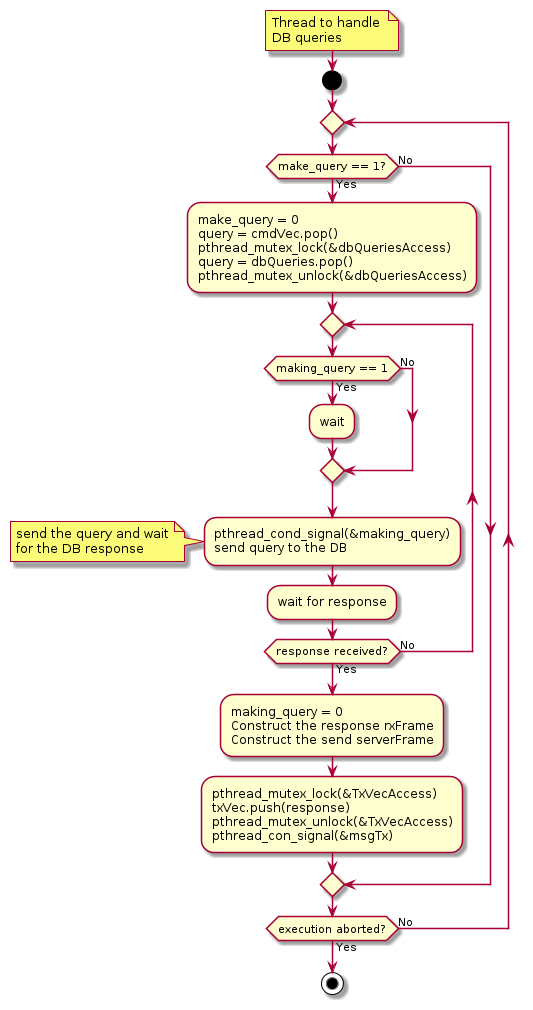 Thread to handle
DB queries
make_query == 1?
No
Yes
make_query = 0
query = cmdVec.pop()
pthread_mutex_lock(&dbQueriesAccess)
query = dbQueries.pop()
pthread_mutex_unlock(&dbQueriesAccess)
making_query == 1
No
Yes
wait
send the query and wait
for the DB response
pthread_cond_signal(&making_query)
send query to the DB
wait for response
response received?
No
Yes
making_query = 0
Construct the response rxFrame
Construct the send serverFrame
pthread_mutex_lock(&TxVecAccess)
txVec.push(response)
pthread_mutex_unlock(&TxVecAccess)
pthread_con_signal(&msgTx)
execution aborted?
No
Yes